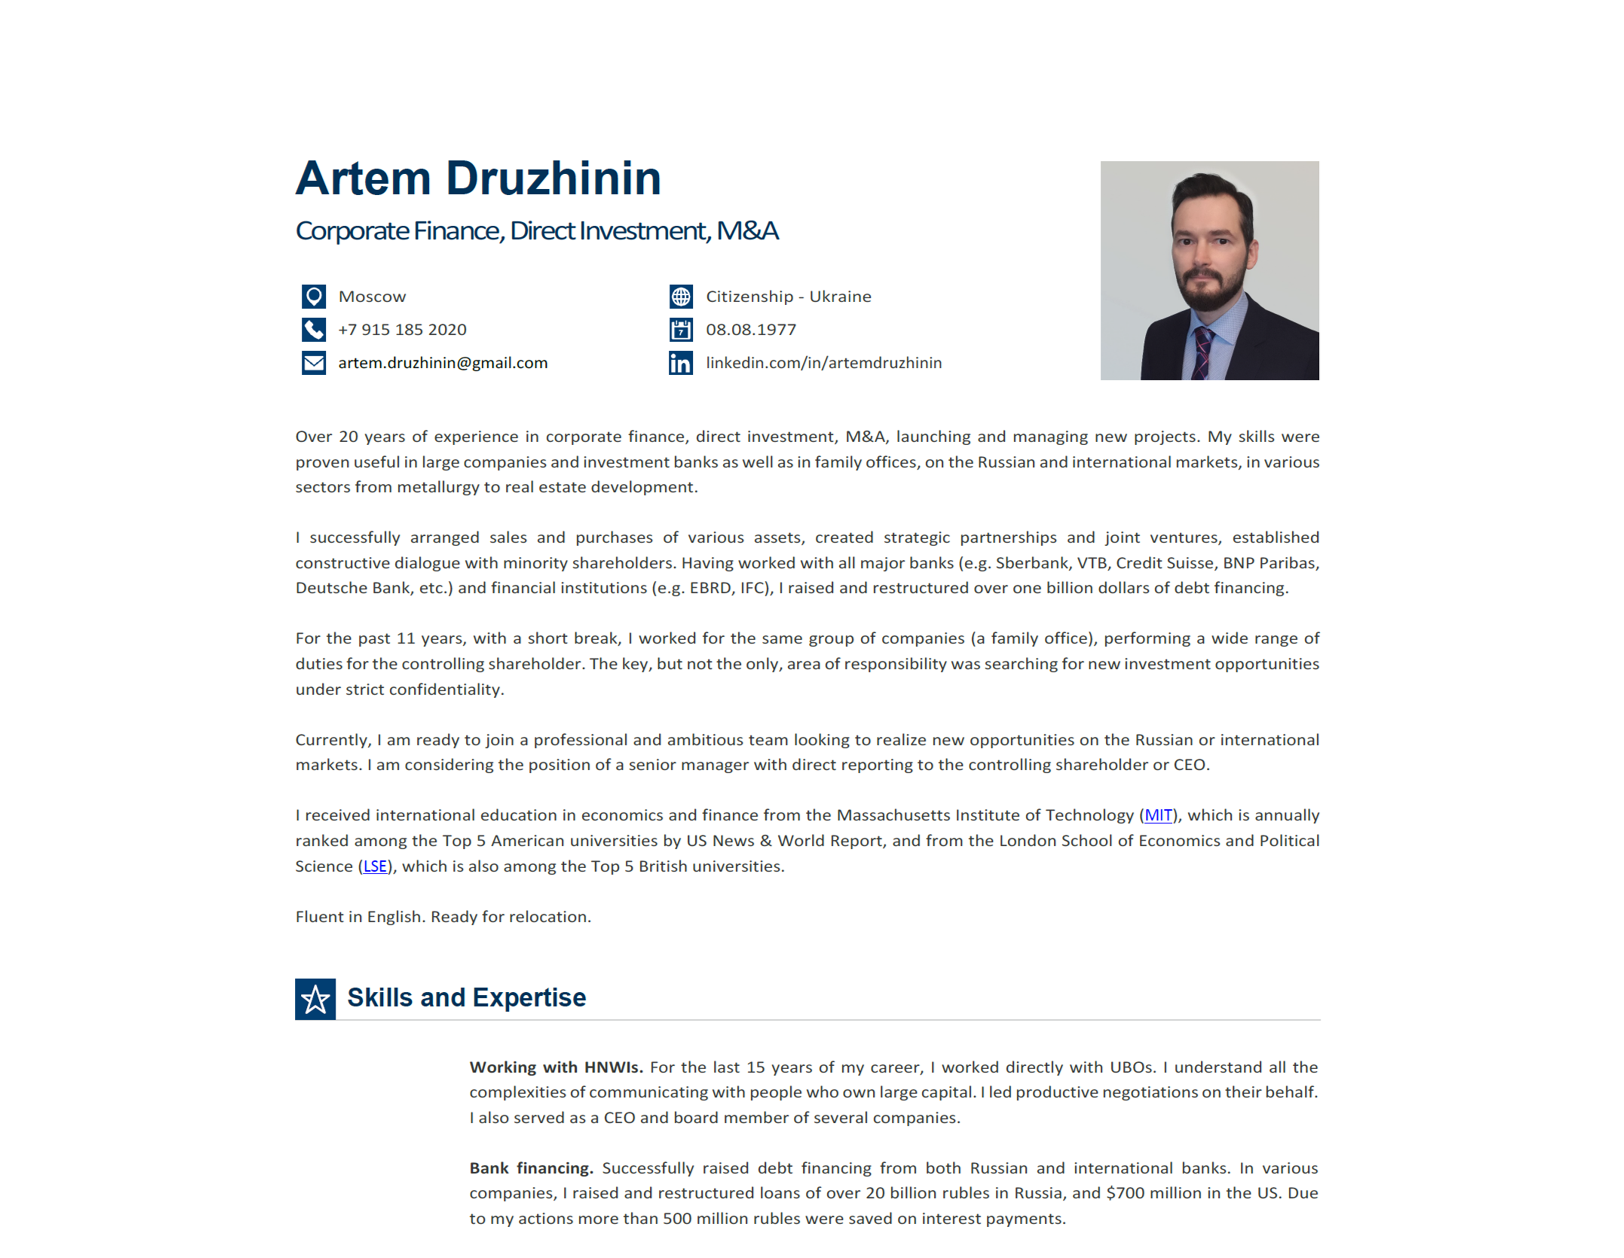 Artem Druzhinin
Corporate Finance, Direct Investment, M&A
Moscow
Citizenship - Ukraine
+7 915 185 2020
7
08.08.1977
artem.druzhinin@gmail.com
in
linkedin.com/in/artemdruzhinin
Over 20 years of experience in corporate finance, direct investment, M&A, launching and managing new projects. My skills were
proven useful in large companies and investment banks as well as in family offices, on the Russian and international markets, in various
sectors from metallurgy to real estate development.
I successfully arranged sales and purchases of various assets, created strategic partnerships and joint ventures, established
constructive dialogue with minority shareholders. Having worked with all major banks (e.g. Sberbank, VTB, Credit Suisse, BNP Paribas,
Deutsche Bank, etc.) and financial institutions (e.g. EBRD, IFC), I raised and restructured over one billion dollars of debt financing.
For the past 11 years, with a short break, I worked for the same group of companies (a family office), performing a wide range of
duties for the controlling shareholder. The key, but not the only, area of responsibility was searching for new investment opportunities
under strict confidentiality.
Currently, I am ready to join a professional and ambitious team looking to realize new opportunities on the Russian or international
markets. I am considering the position of a senior manager with direct reporting to the controlling shareholder or CEO.
I received international education in economics and finance from the Massachusetts Institute of Technology (MIT), which is annually
ranked among the Top 5 American universities by US News & World Report, and from the London School of Economics and Political
Science (LSE), which is also among the Top 5 British universities.
Fluent in English. Ready for relocation.
Skills and Expertise
Working with HNWIs. For the last 15 years of my career, I worked directly with UBOs. I understand all the
complexities of communicating with people who own large capital. I led productive negotiations on their behalf.
I also served as a CEO and board member of several companies.
Bank financing. Successfully raised debt financing from both Russian and international banks. In various
companies, I raised and restructured loans of over 20 billion rubles in Russia, and $700 million in the US. Due
to my actions more than 500 million rubles were saved on interest payments.